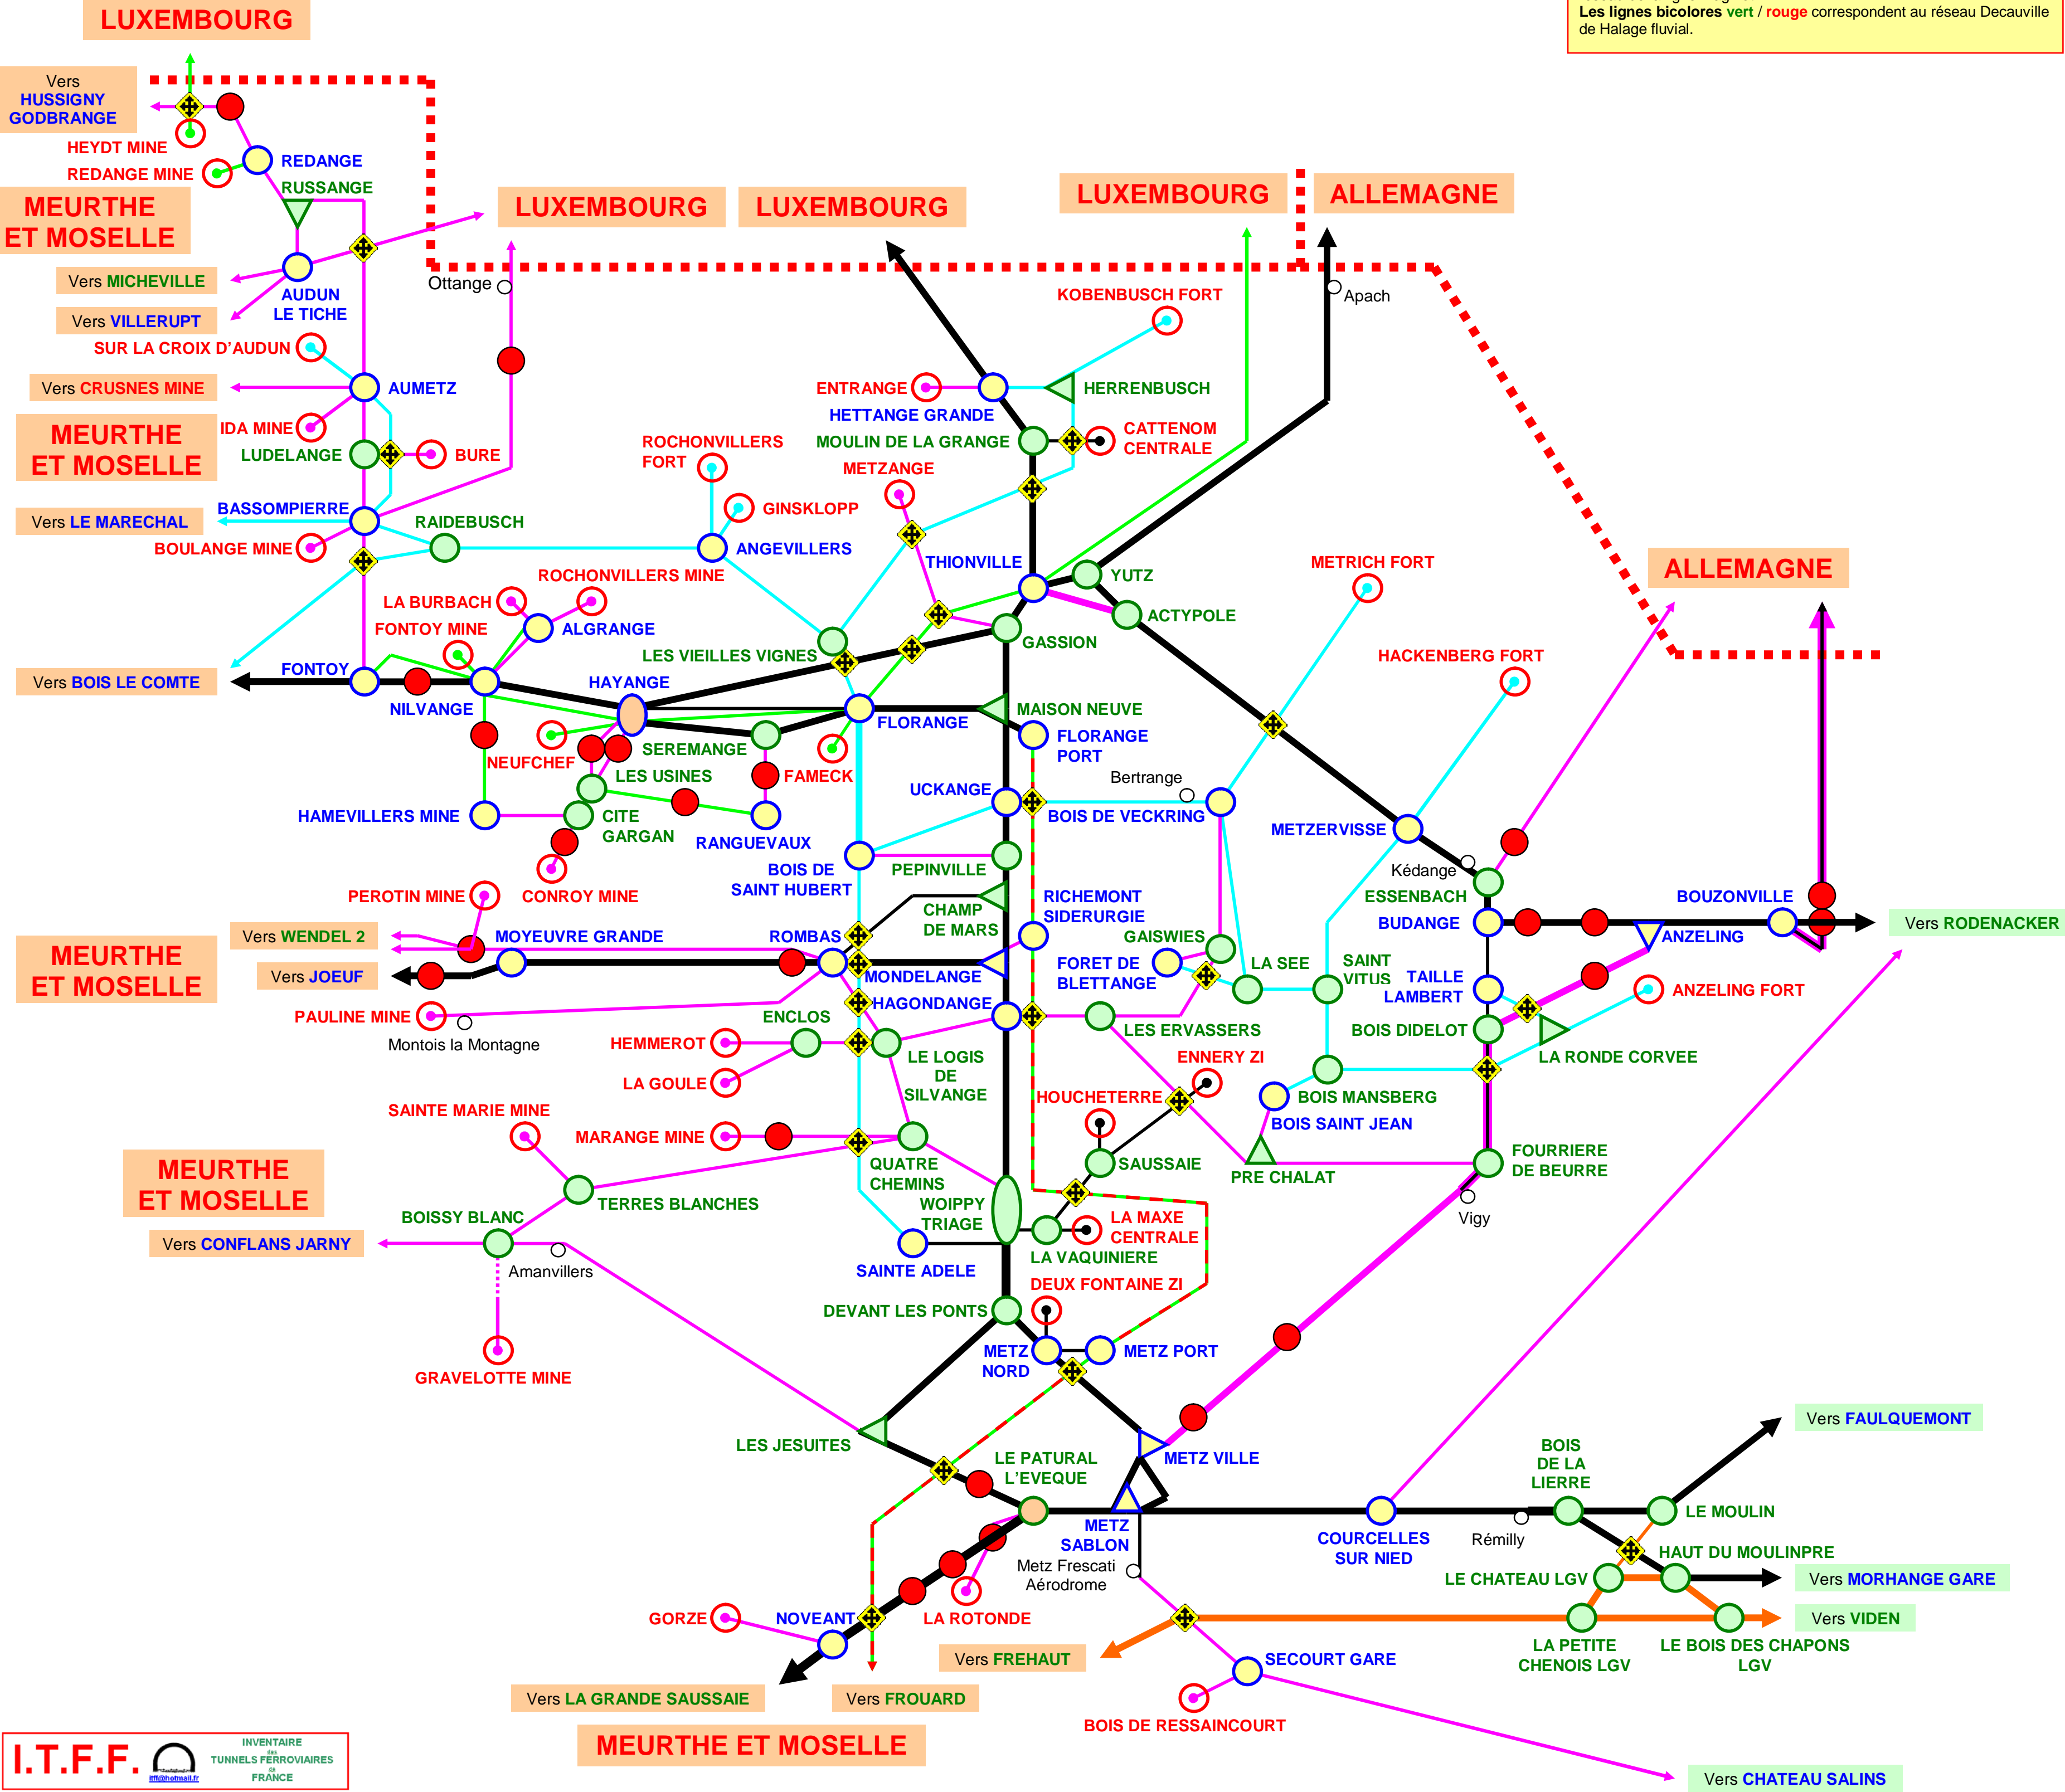 LUXEMBOURG
Les lignes bicolores vert / rouge correspondent au réseau Decauville
de Halage fluvial.
Vers
HUSSIGNY
GODBRANGE
HEYDT MINE
REDANGE
REDANGE MINE
RUSSANGE
MEURTHE
ET MOSELLE
LUXEMBOURG
LUXEMBOURG
LUXEMBOURG
ALLEMAGNE
Vers MICHEVILLE
AUDUN
LE TICHE
Vers VILLERUPT
Ottange
Apach
KOBENBUSCH FORT
SUR LA CROIX D'AUDUN
Vers CRUSNES MINE
AUMETZ
ENTRANGE
HETTANGE GRANDE
HERRENBUSCH
MEURTHE
ET MOSELLE
IDA MINE
LUDELANGE
BURE
ROCHONVILLERS
FORT
MOULIN DE LA GRANGE
CATTENOM
CENTRALE
METZANGE
BASSOMPIERRE
Vers LE MARECHAL
RAIDEBUSCH
GINSKLOPP
BOULANGE MINE
ANGEVILLERS
THIONVILLE
YUTZ
METRICH FORT
ALLEMAGNE
ROCHONVILLERS MINE
LA BURBACH
ALGRANGE
ACTYPOLE
FONTOY MINE
GASSION
LES VIEILLES VIGNES
HACKENBERG FORT
FONTOY
Vers BOIS LE COMTE
HAYANGE
NILVANGE
FLORANGE
MAISON NEUVE
FLORANGE
PORT
SEREMANGE
NEUFCHEF
LES USINES
FAMECK
Bertrange
UCKANGE
BOIS DE VECKRING
HAMEVILLERS MINE
CITE
GARGAN
RANGUEVAUX
METZERVISSE
BOIS DE
SAINT HUBERT
PEPINVILLE
Kédange
ESSENBACH
PEROTIN MINE
CONROY MINE
CHAMP
DE MARS
RICHEMONT
SIDERURGIE
BUDANGE
BOUZONVILLE
Vers RODENACKER
Vers WENDEL 2
MOYEUVRE GRANDE
ROMBAS
GAISWIES
ANZELING
MEURTHE
ET MOSELLE
Vers JOEUF
MONDELANGE
FORET DE
BLETTANGE
LA SEE
SAINT
VITUS
TAILLE
LAMBERT
ANZELING FORT
HAGONDANGE
PAULINE MINE
Montois la Montagne
ENCLOS
LES ERVASSERS
BOIS DIDELOT
HEMMEROT
LE LOGIS
DE
SILVANGE
ENNERY ZI
LA RONDE CORVEE
LA GOULE
HOUCHETERRE
BOIS MANSBERG
BOIS SAINT JEAN
SAINTE MARIE MINE
MARANGE MINE
QUATRE
CHEMINS
SAUSSAIE
PRE CHALAT
FOURRIERE
DE BEURRE
MEURTHE
ET MOSELLE
TERRES BLANCHES
WOIPPY
TRIAGE
LA MAXE
CENTRALE
Vigy
BOISSY BLANC
Vers CONFLANS JARNY
Amanvillers
LA VAQUINIERE
SAINTE ADELE
DEUX FONTAINE ZI
DEVANT LES PONTS
METZ
NORD
METZ PORT
GRAVELOTTE MINE
Vers FAULQUEMONT
LES JESUITES
LE PATURAL
L'EVEQUE
METZ VILLE
BOIS
DE LA
LIERRE
METZ
SABLON
COURCELLES
SUR NIED
Rémilly
LE MOULIN
Metz Frescati
Aérodrome
HAUT DU MOULINPRE
LE CHATEAU LGV
Vers MORHANGE GARE
GORZE
NOVEANT
LA ROTONDE
Vers VIDEN
Vers FREHAUT
LA PETITE
CHENOIS LGV
LE BOIS DES CHAPONS
LGV
SECOURT GARE
Vers LA GRANDE SAUSSAIE
Vers FROUARD
BOIS DE RESSAINCOURT
MEURTHE ET MOSELLE
I.T.F.F.
itff@hotmail.fr
INVENTAIRE
des
TUNNELS FERROVIAIRES
de
FRANCE
Vers CHATEAU SALINS